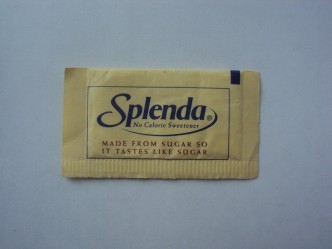 Splenda®
No Calorie Sweetener
MADE FROM SUGAR SO
IT TASTES LIKE SUGAR